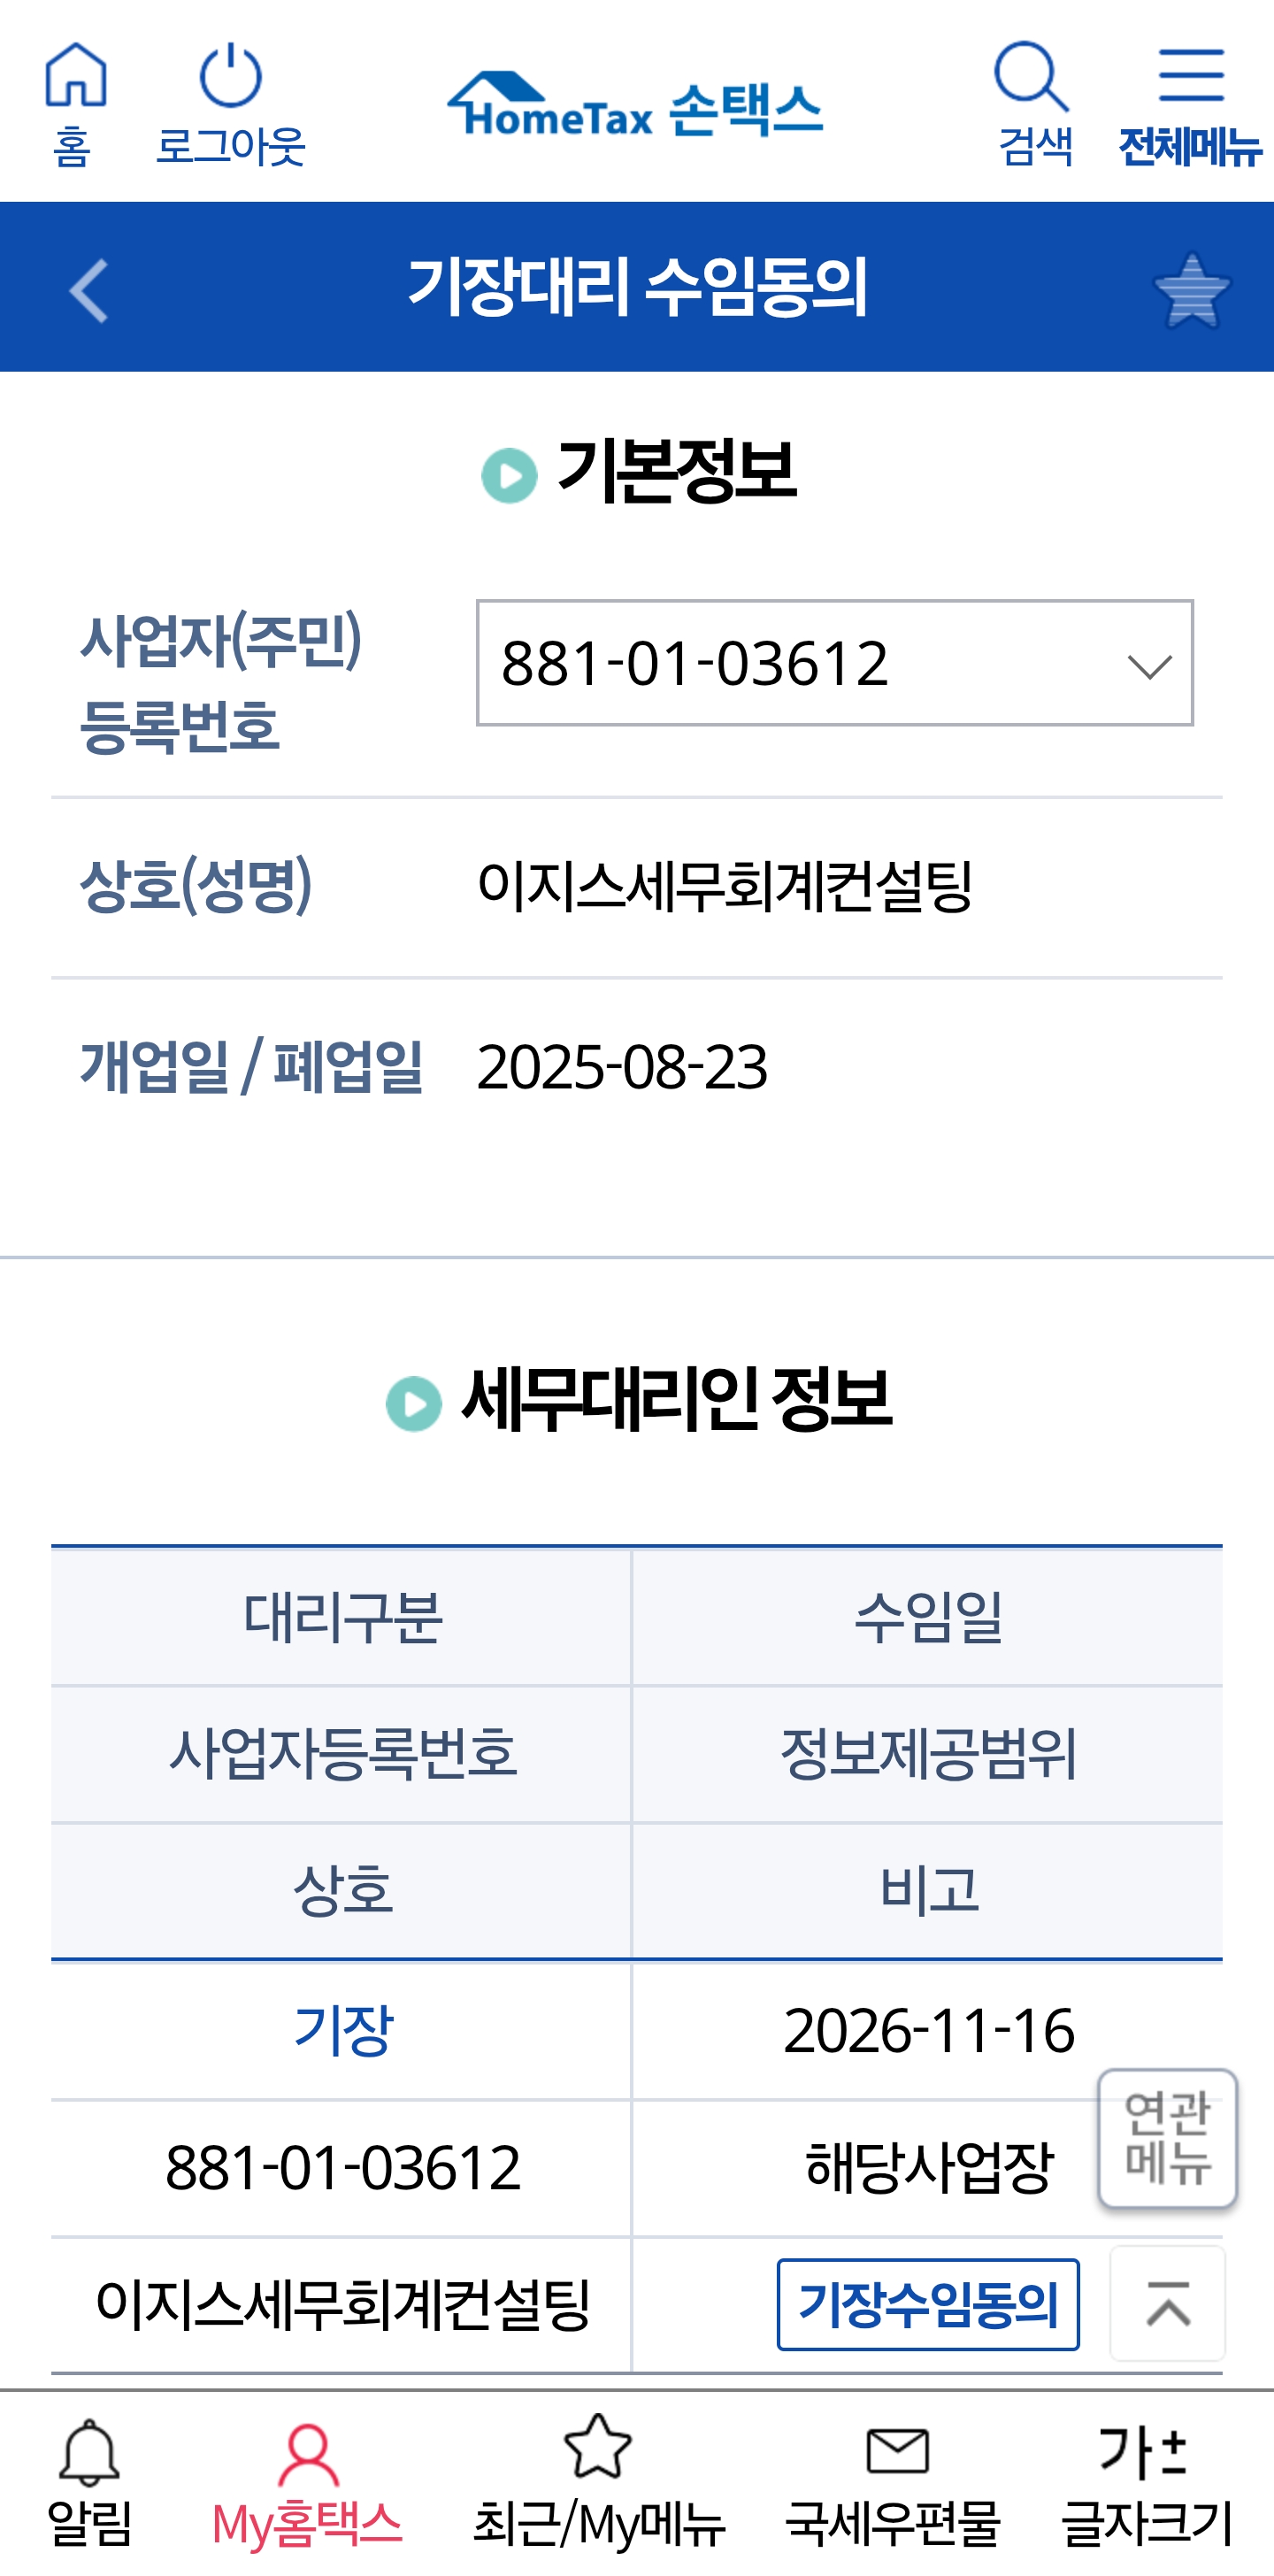 홈
로그아웃
HomeTax 손택스
검색
전체메뉴
기장대리 수임동의
기본정보
사업자(주민)
등록번호
881-01-03612
상호(성명)
이지스세무회계컨설팅
개업일 / 폐업일
2025-08-23
세무대리인 정보
대리구분
수임일
사업자등록번호
정보제공범위
상호
비고
기장
2026-11-16
881-01-03612
해당사업장
연관
메뉴
이지스세무회계컨설팅
기장수임동의
알림
My홈택스
최근/My메뉴
국세우편물
가±
글자크기